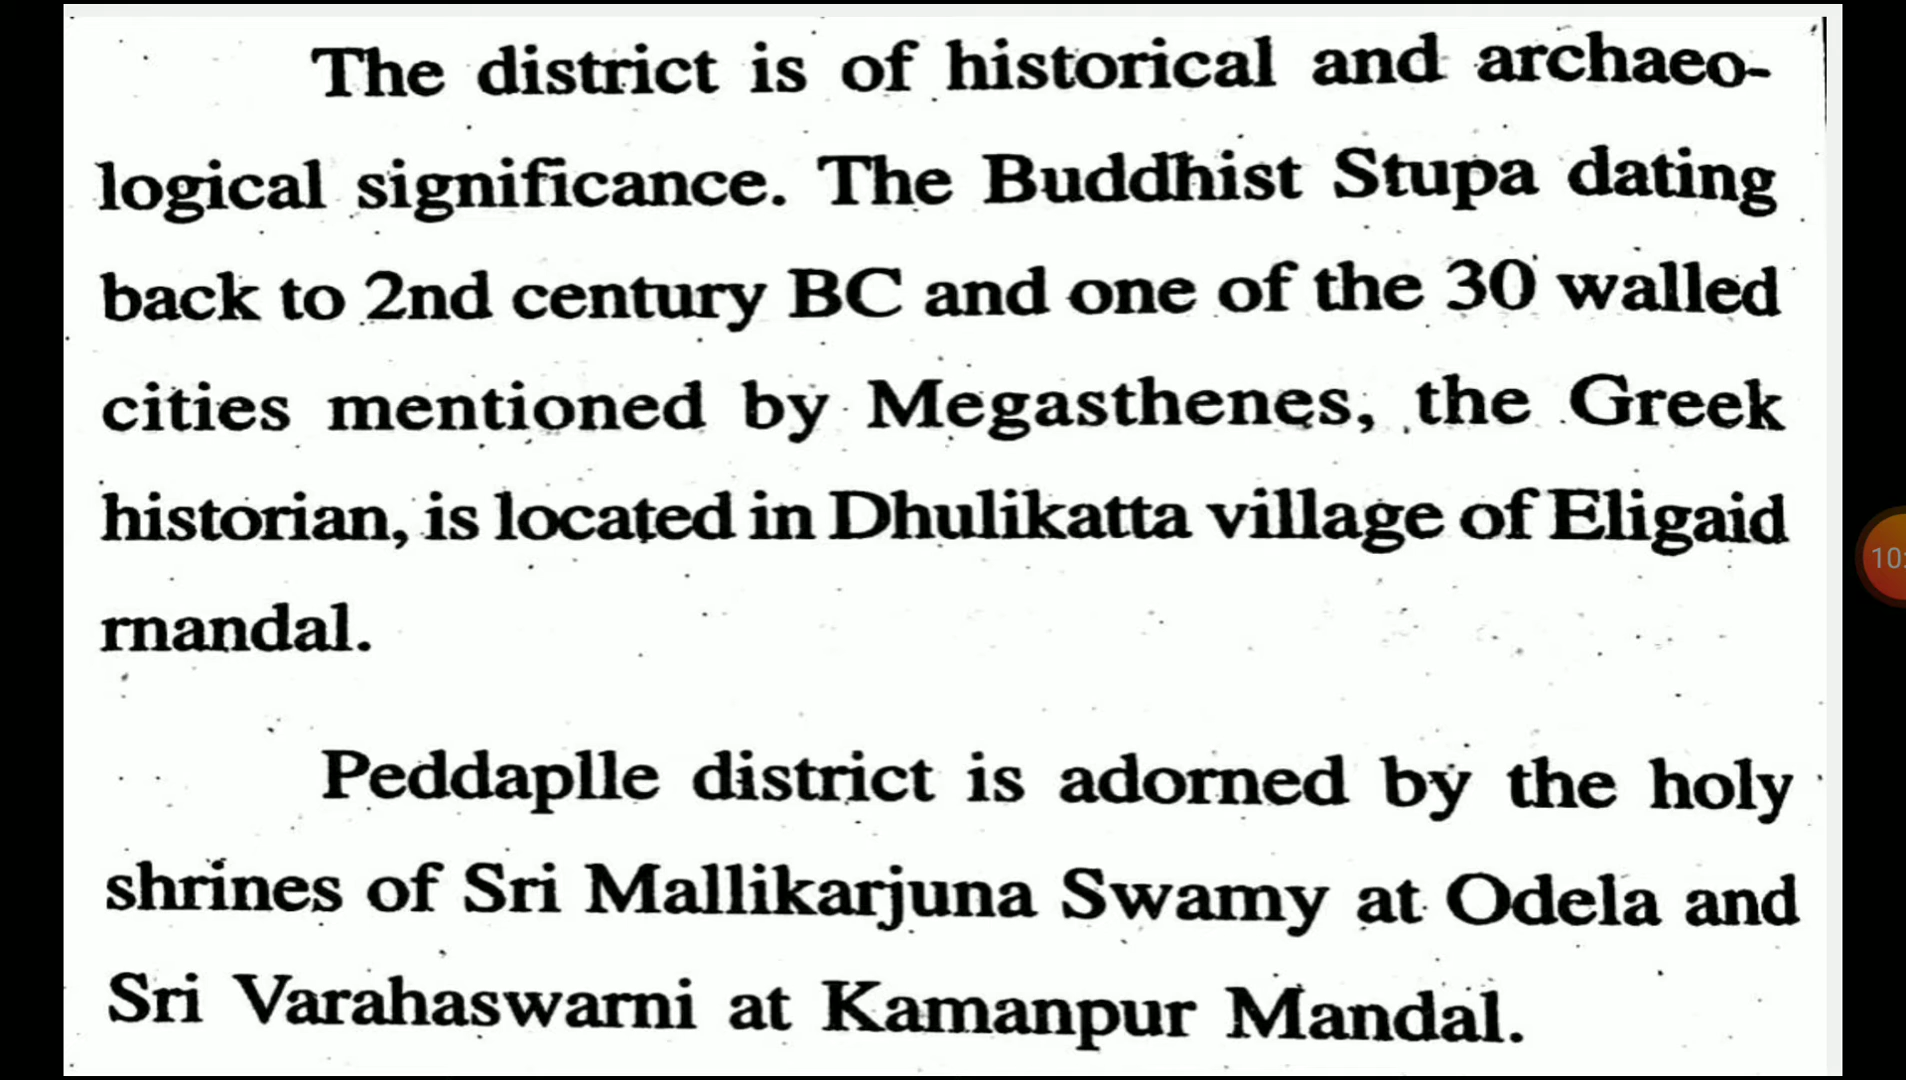 The district is of historical and archaeo-
logical significance. The Buddhist Stupa dating
back to 2nd century BC and one of the 30 walled
cities mentioned by Megasthenes, the Greek
historian, is located in Dhulikatta village of Eligaid
rnandal.
Peddaplle district is adorned by the holy
shrines of Sri Mallikarjuna Swamy at Odela and
Sri Varahaswarni at Kamanpur Mandal.
10: